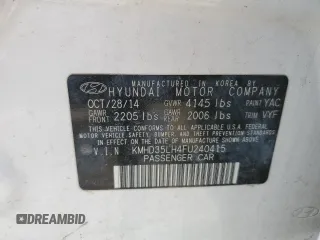 MANUFACTURED IN KOREA BY
HYUNDAI MOTOR COMPANY
OCT/28/14 GVWR 4145 lbs PAINT YAC
GAWR FRONT 2205 lbs GAWR REAR 2006 lbs TRIM VYF
THIS VEHICLE CONFORMS TO ALL APPLICABLE U.S.A. FEDERAL
MOTOR VEHICLE SAFETY, BUMPER, AND THEFT PREVENTION STANDARDS
IN EFFECT ON THE DATE OF MANUFACTURE SHOWN ABOVE.
V.I.N KMHD35LH4FU240415
PASSENGER CAR